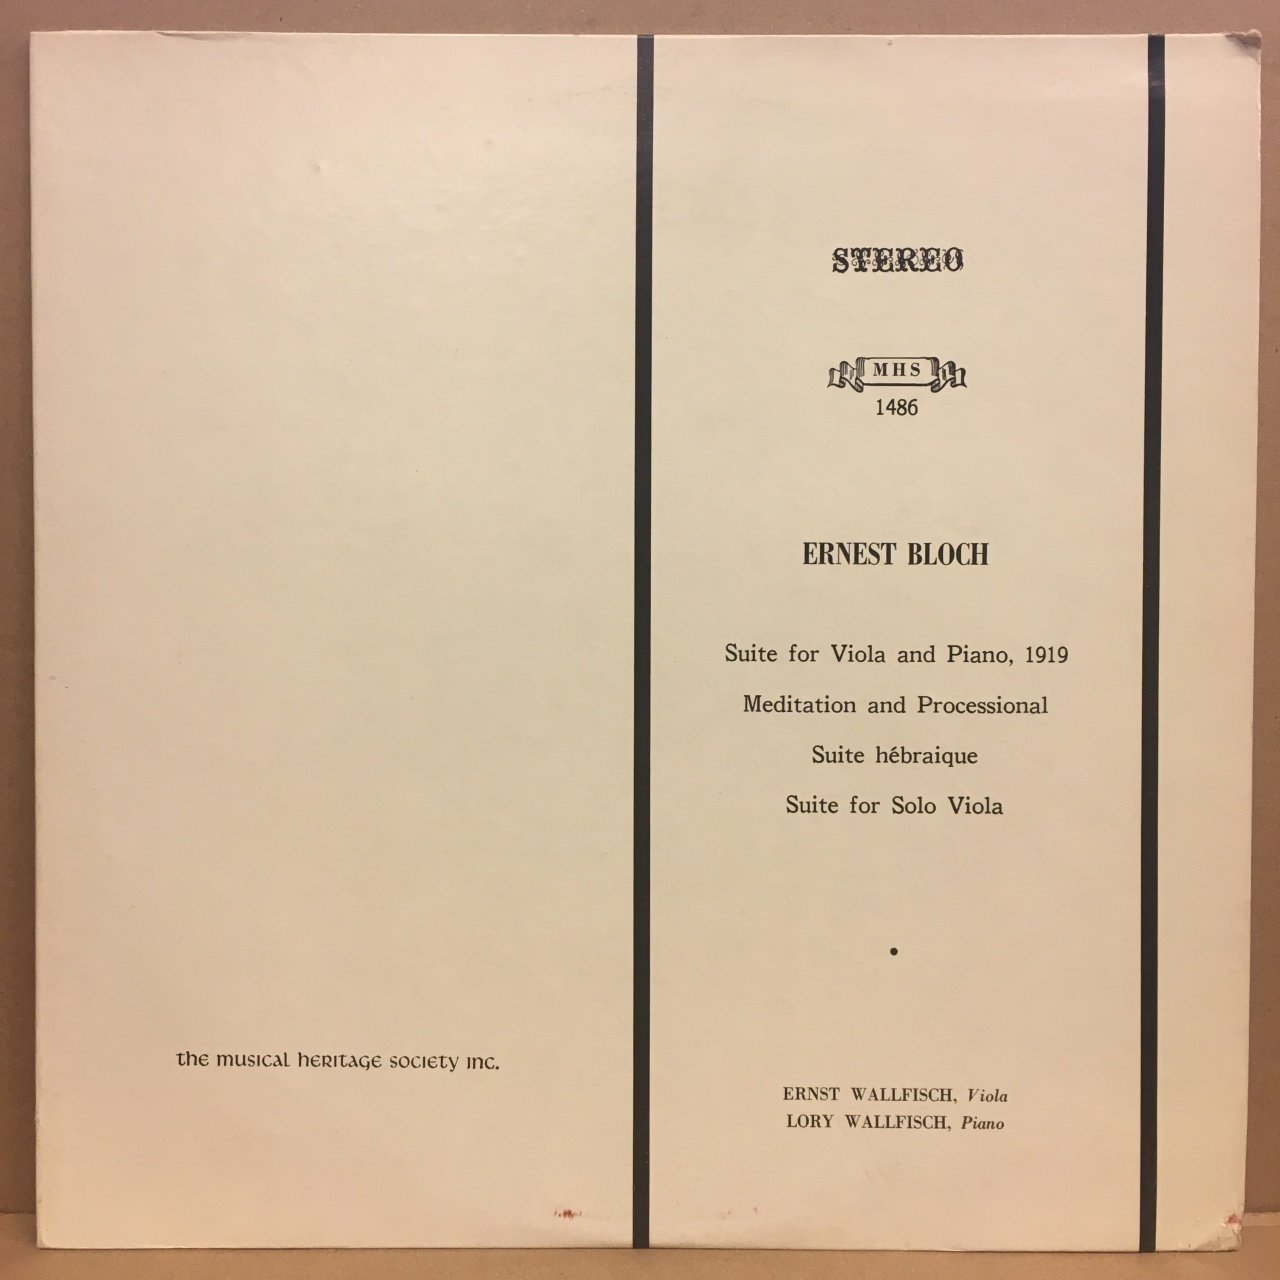 STEREO
MHS
1486
ERNEST BLOCH
Suite for Viola and Piano, 1919
Meditation and Processional
Suite hébraique
Suite for Solo Viola
•
the musical heritage society inc.
ERNST WALLFISCH, Viola
LORY WALLFISCH, Piano